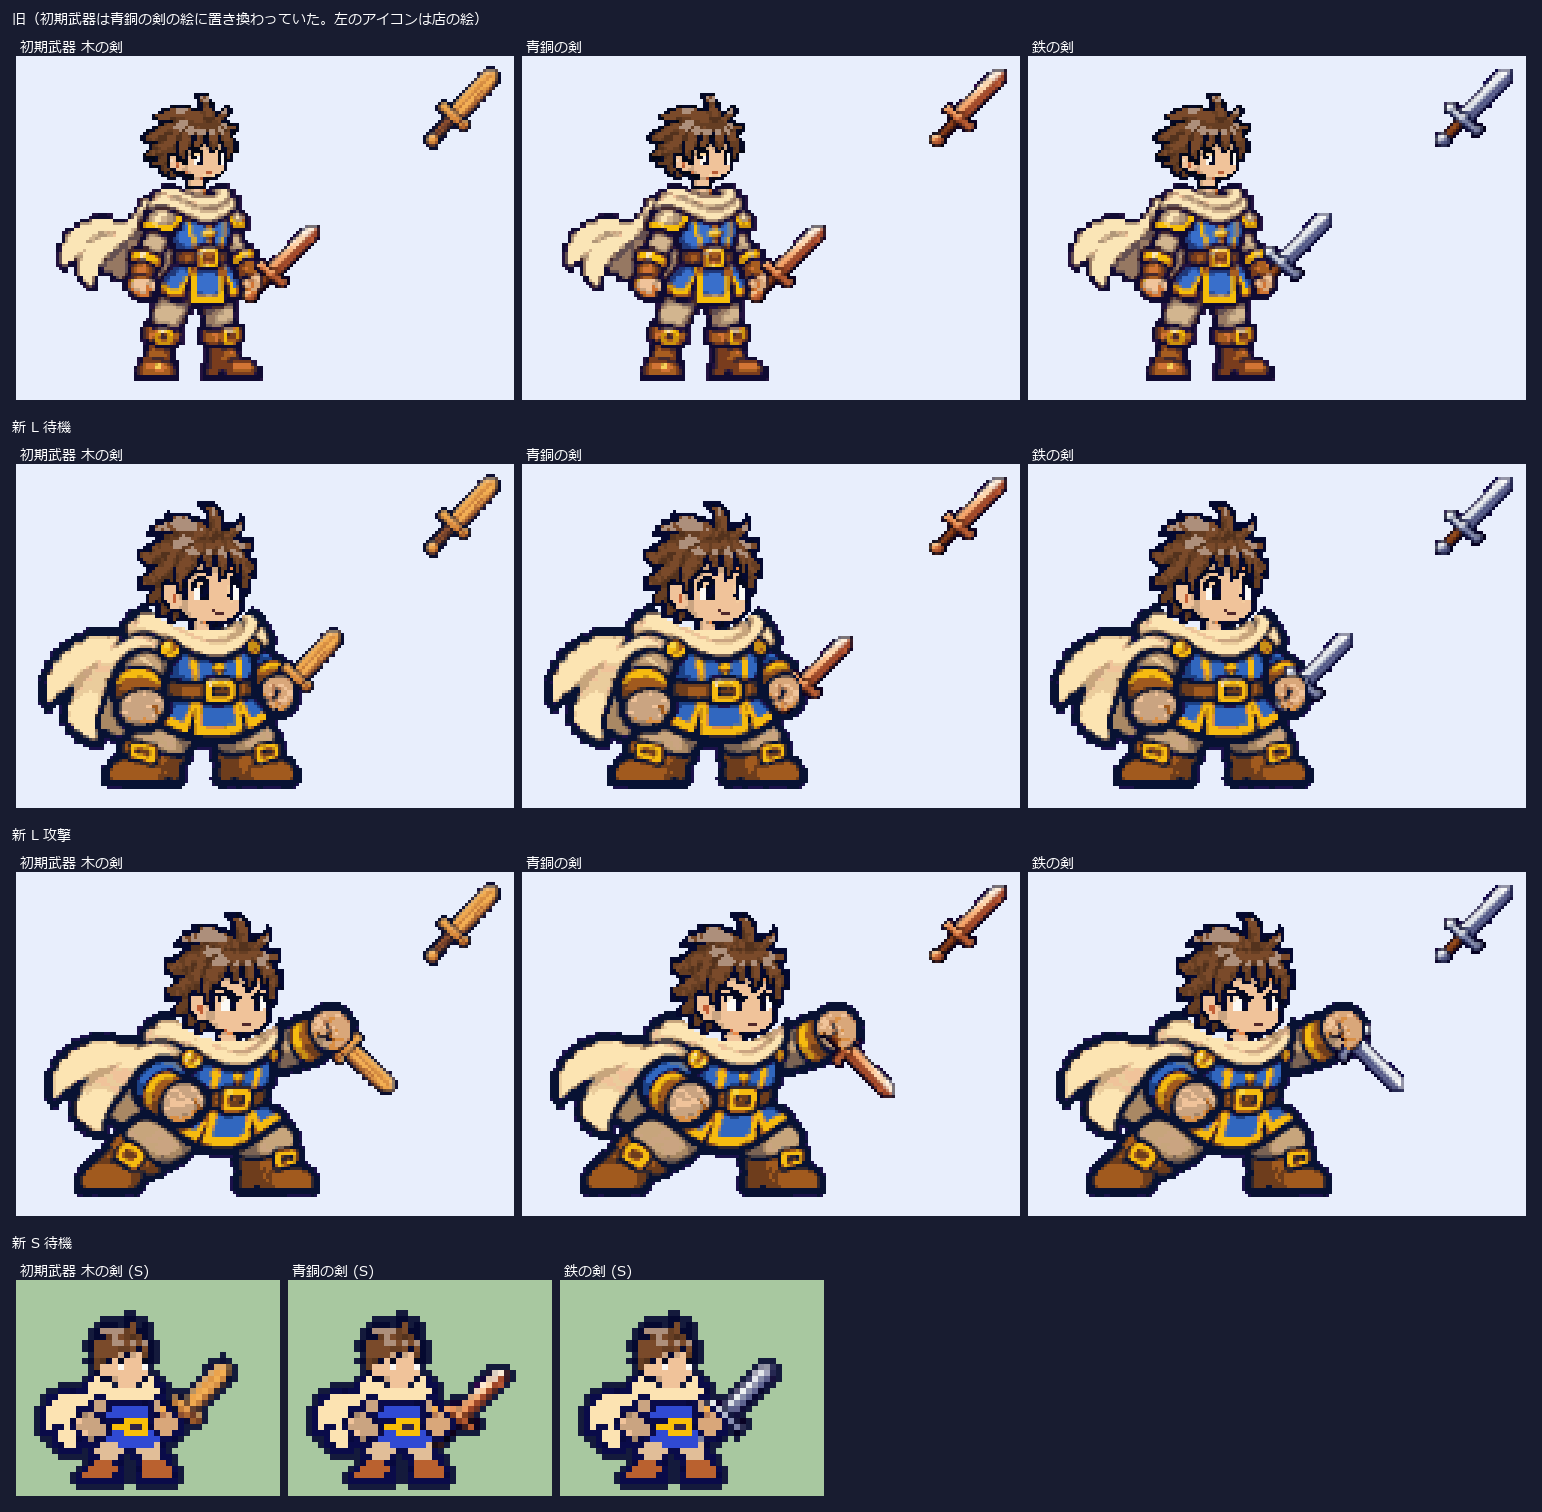 旧（初期武器は青銅の剣の絵に置き換わっていた。左のアイコンは店の絵）
初期武器 木の剣
青銅の剣
鉄の剣
新 L 待機
初期武器 木の剣
青銅の剣
鉄の剣
新 L 攻撃
初期武器 木の剣
青銅の剣
鉄の剣
新 S 待機
初期武器 木の剣 (S)
青銅の剣 (S)
鉄の剣 (S)